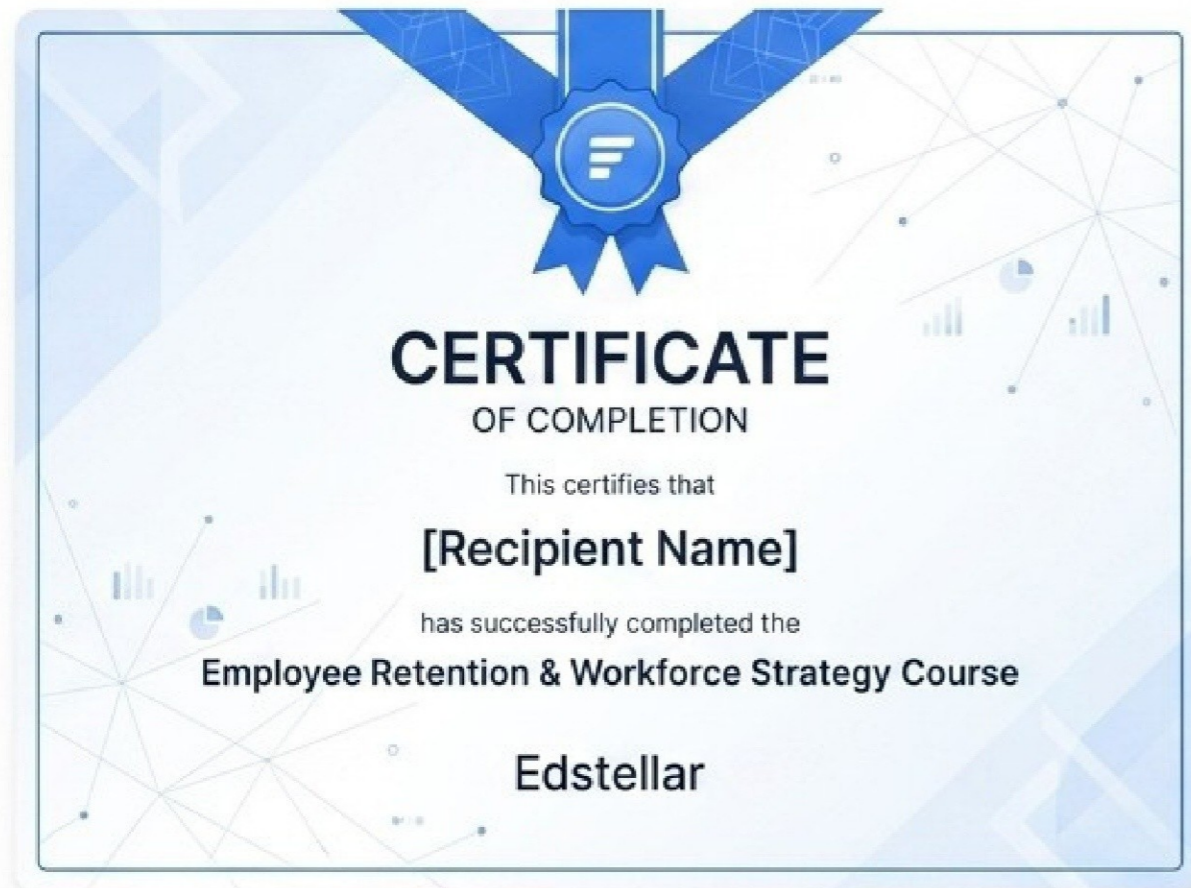 CERTIFICATE
OF COMPLETION
This certifies that
[Recipient Name]
has successfully completed the
Employee Retention & Workforce Strategy Course
Edstellar